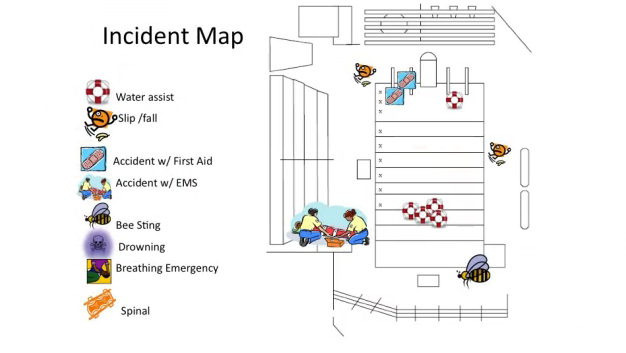 Incident Map
Water assist
Slip /fall
Accident w/ First Aid
Accident w/ EMS
Bee Sting
Drowning
Breathing Emergency
Spinal
x
x
x
x
x
x
x
x
x